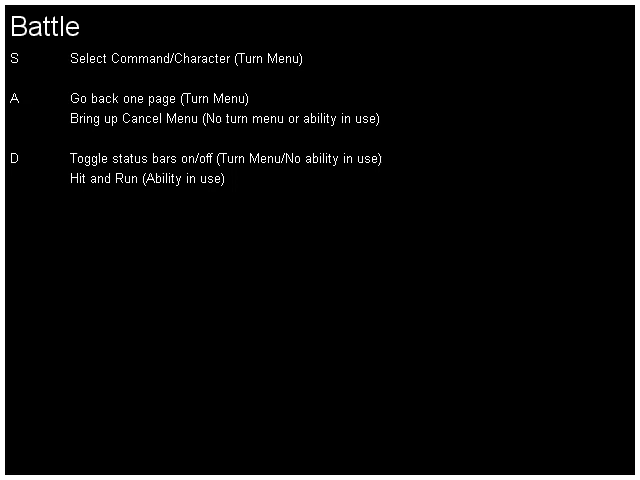 Battle
S Select Command/Character (Turn Menu)
A Go back one page (Turn Menu)
Bring up Cancel Menu (No turn menu or ability in use)
D Toggle status bars on/off (Turn Menu/No ability in use)
Hit and Run (Ability in use)